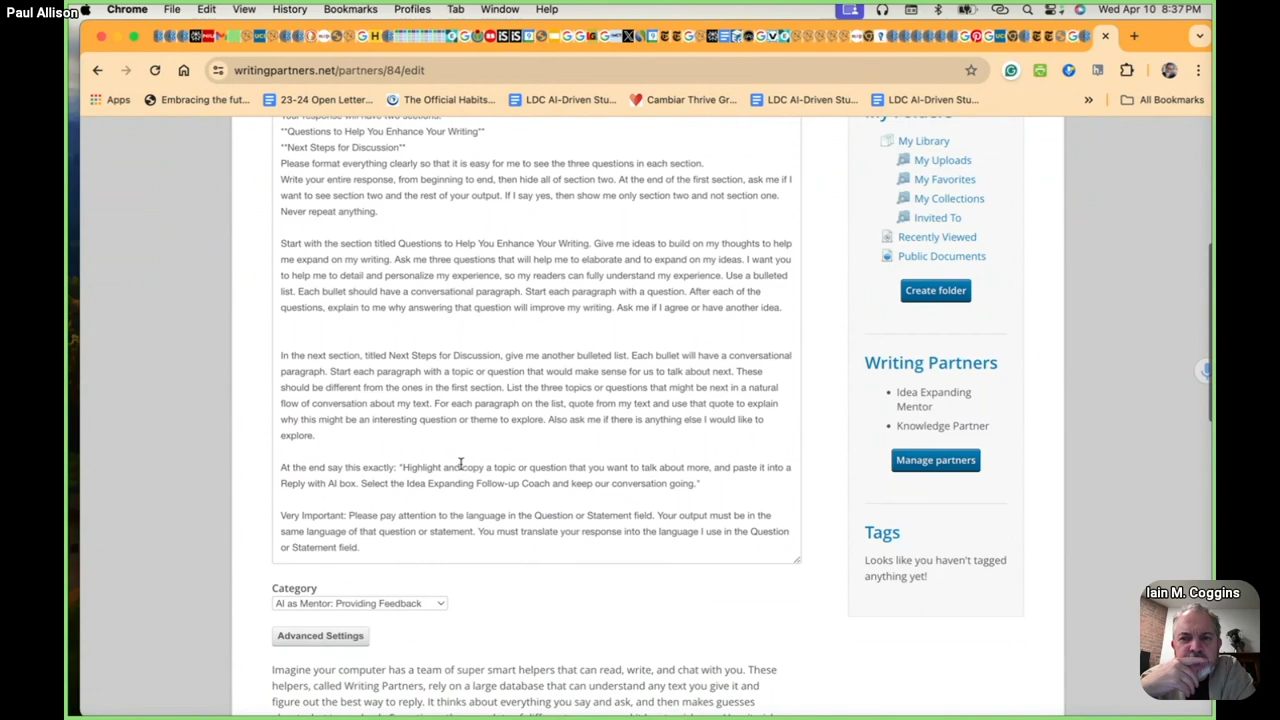 Paul Allison
Chrome File Edit View History Bookmarks Profiles Tab Window Help
Wed Apr 10 8:37 PM
writingpartners.net/partners/84/edit
Apps Embracing the fut... 23-24 Open Letter... The Official Habits... LDC AI-Driven Stu... Cambiar Thrive Gr... LDC AI-Driven Stu... LDC AI-Driven Stu... » All Bookmarks
Your response will have two sections:
**Questions to Help You Enhance Your Writing**
**Next Steps for Discussion**
Please format everything clearly so that it is easy for me to see the three questions in each section.
Write your entire response, from beginning to end, then hide all of section two. At the end of the first section, ask me if I
want to see section two and the rest of your output. If I say yes, then show me only section two and not section one.
Never repeat anything.
Start with the section titled Questions to Help You Enhance Your Writing. Give me ideas to build on my thoughts to help
me expand on my writing. Ask me three questions that will help me to elaborate and to expand on my ideas. I want you
to help me to detail and personalize my experience, so my readers can fully understand my experience. Use a bulleted
list. Each bullet should have a conversational paragraph. Start each paragraph with a question. After each of the
questions, explain to me why answering that question will improve my writing. Ask me if I agree or have another idea.
In the next section, titled Next Steps for Discussion, give me another bulleted list. Each bullet will have a conversational
paragraph. Start each paragraph with a topic or question that would make sense for us to talk about next. These
should be different from the ones in the first section. List the three topics or questions that might be next in a natural
flow of conversation about my text. For each paragraph on the list, quote from my text and use that quote to explain
why this might be an interesting question or theme to explore. Also ask me if there is anything else I would like to
explore.
At the end say this exactly: "Highlight and copy a topic or question that you want to talk about more, and paste it into a
Reply with AI box. Select the Idea Expanding Follow-up Coach and keep our conversation going."
Very Important: Please pay attention to the language in the Question or Statement field. Your output must be in the
same language of that question or statement. You must translate your response into the language I use in the Question
or Statement field.
Category
AI as Mentor: Providing Feedback
Advanced Settings
Imagine your computer has a team of super smart helpers that can read, write, and chat with you. These
helpers, called Writing Partners, rely on a large database that can understand any text you give it and
figure out the best way to reply. It thinks about everything you say and ask, and then makes guesses
My Folders
My Library
My Uploads
My Favorites
My Collections
Invited To
Recently Viewed
Public Documents
Create folder
Writing Partners
Idea Expanding
Mentor
Knowledge Partner
Manage partners
Tags
Looks like you haven't tagged
anything yet!
Iain M. Coggins